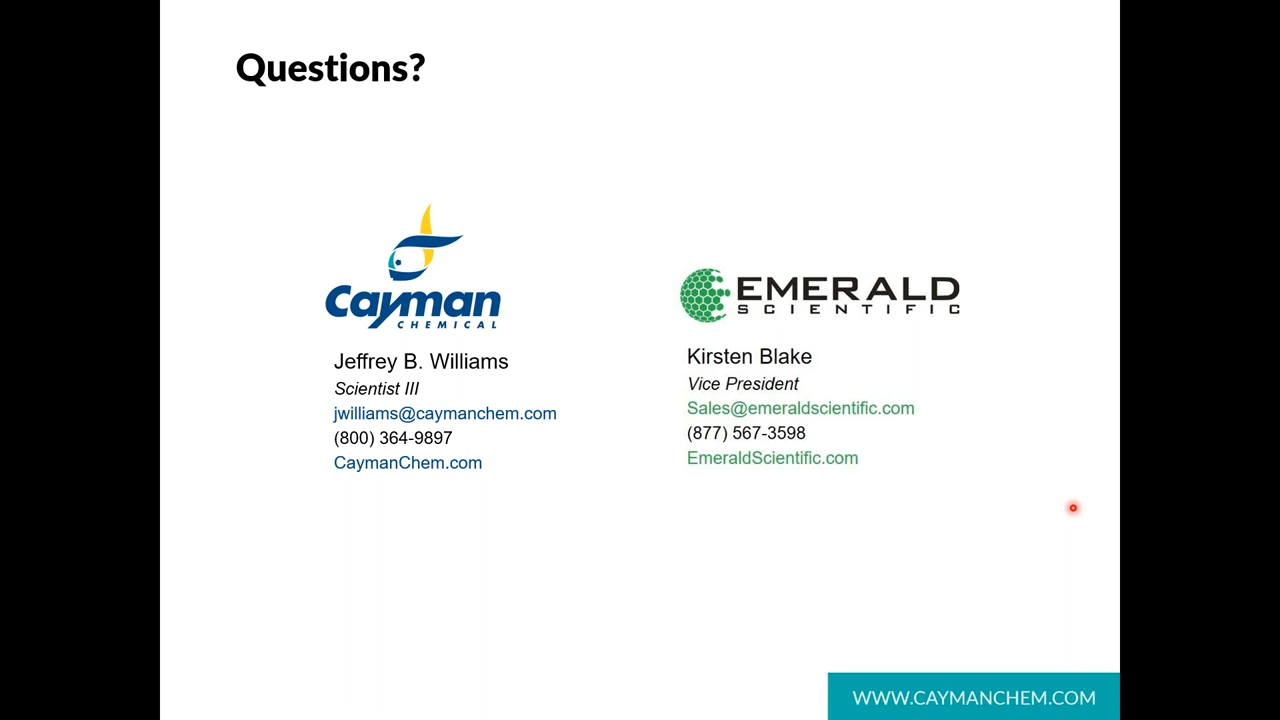 Questions?
Cayman
CHEMICAL
Jeffrey B. Williams
Scientist III
jwilliams@caymanchem.com
(800) 364-9897
CaymanChem.com
EMERALD
SCIENTIFIC
Kirsten Blake
Vice President
Sales@emeraldscientific.com
(877) 567-3598
EmeraldScientific.com
WWW.CAYMANCHEM.COM